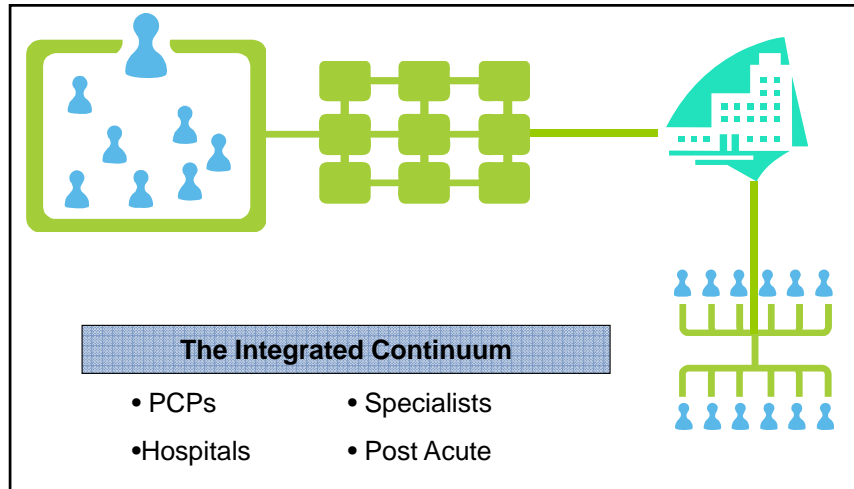 The Integrated Continuum
• PCPs • Specialists
•Hospitals • Post Acute